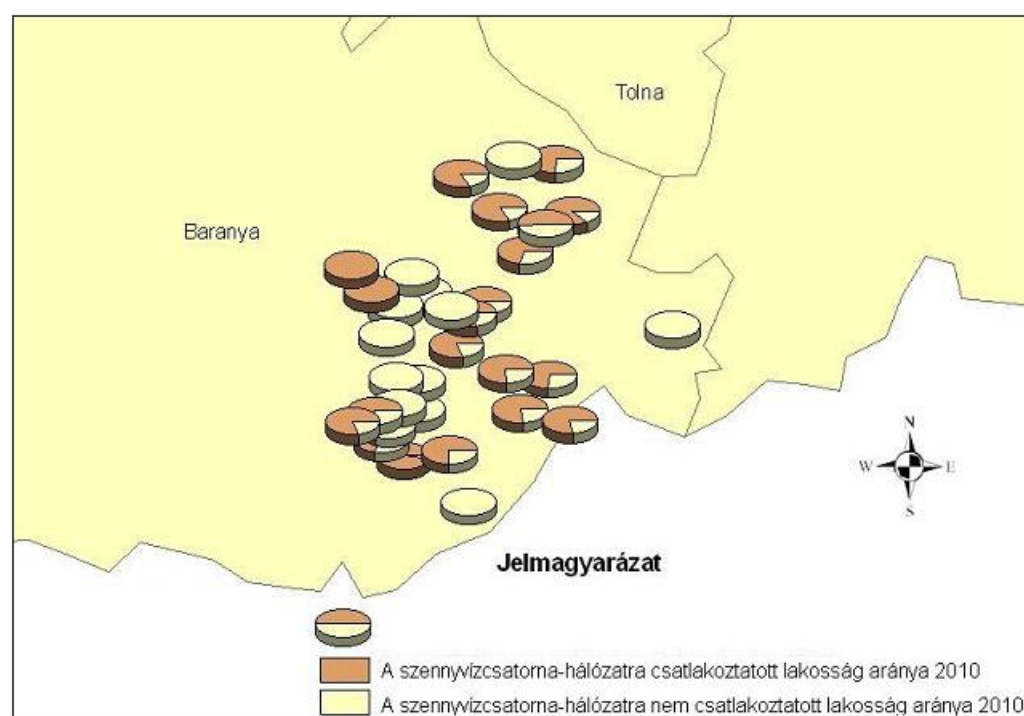 Tolna
Baranya
N
W E
S
Jelmagyarázat
A szennyvízcsatorna-hálózatra csatlakoztatott lakosság aránya 2010
A szennyvízcsatorna-hálózatra nem csatlakoztatott lakosság aránya 2010